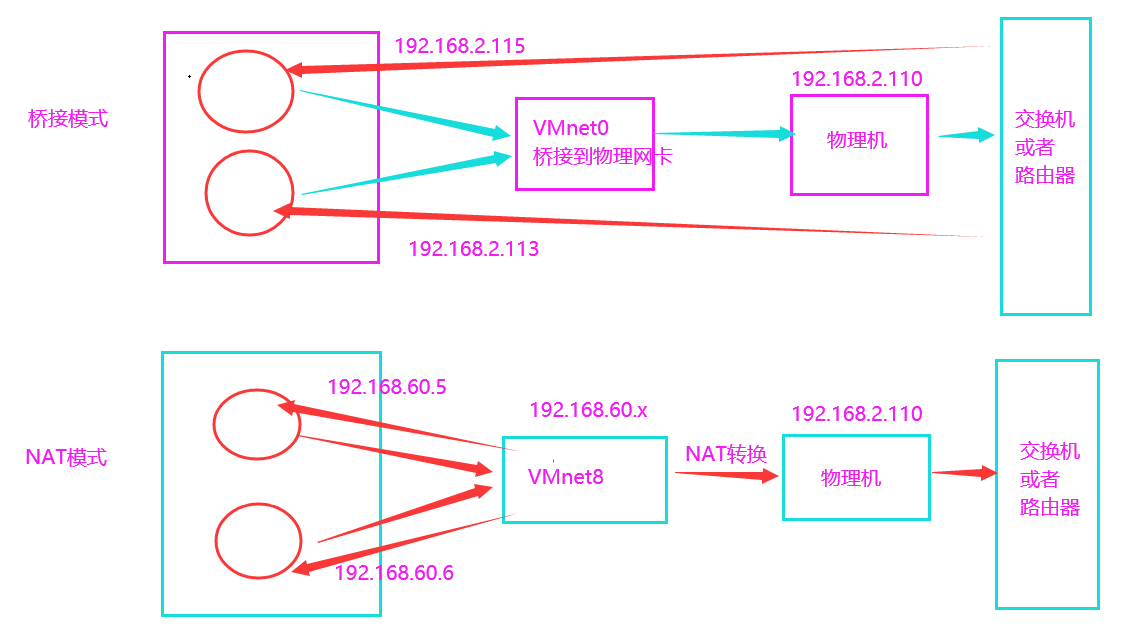 192.168.2.115
192.168.2.110
桥接模式
VMnet0
桥接到物理网卡
物理机
交换机
或者
路由器
192.168.2.113
192.168.60.5
192.168.60.x
192.168.2.110
NAT模式
VMnet8
NAT转换
物理机
交换机
或者
路由器
192.168.60.6